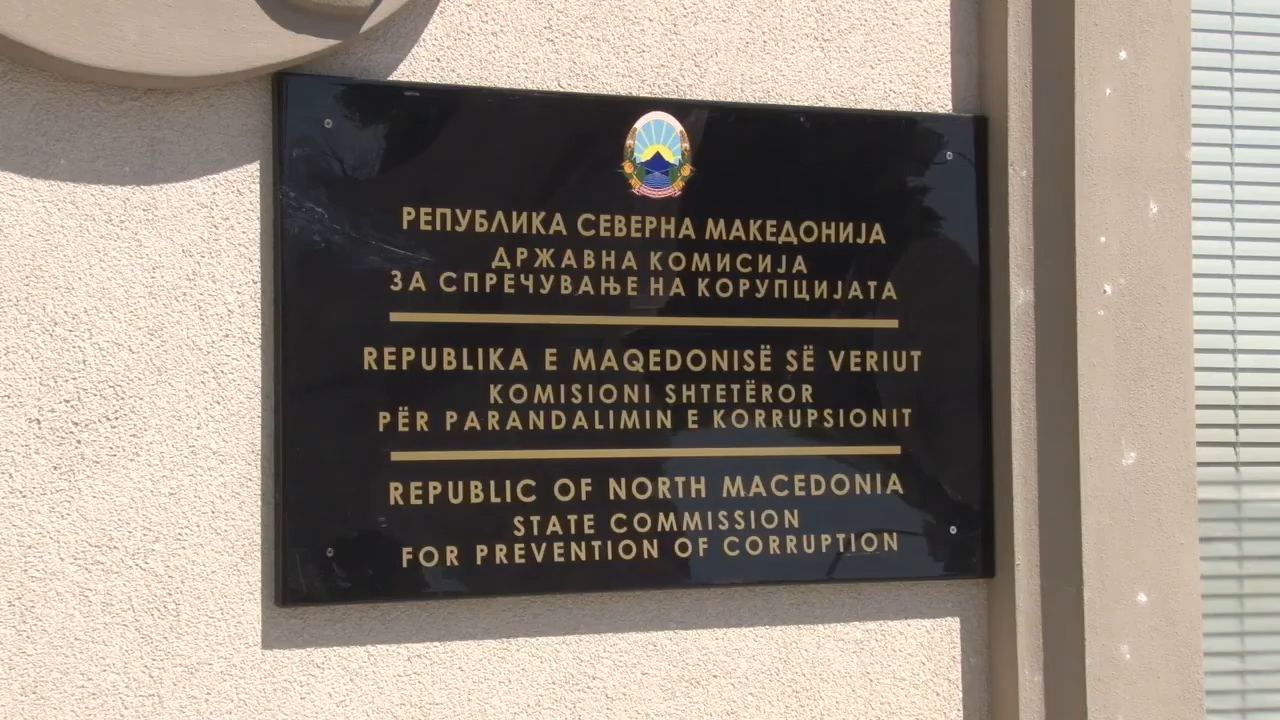 РЕПУБЛИКА СЕВЕРНА МАКЕДОНИЈА
ДРЖАВНА КОМИСИЈА
ЗА СПРЕЧУВАЊЕ НА КОРУПЦИЈАТА
REPUBLIKA E MAQEDONISË SË VERIUT
KOMISIONI SHTETËROR
PËR PARANDALIMIN E KORRUPSIONIT
REPUBLIC OF NORTH MACEDONIA
STATE COMMISSION
FOR PREVENTION OF CORRUPTION